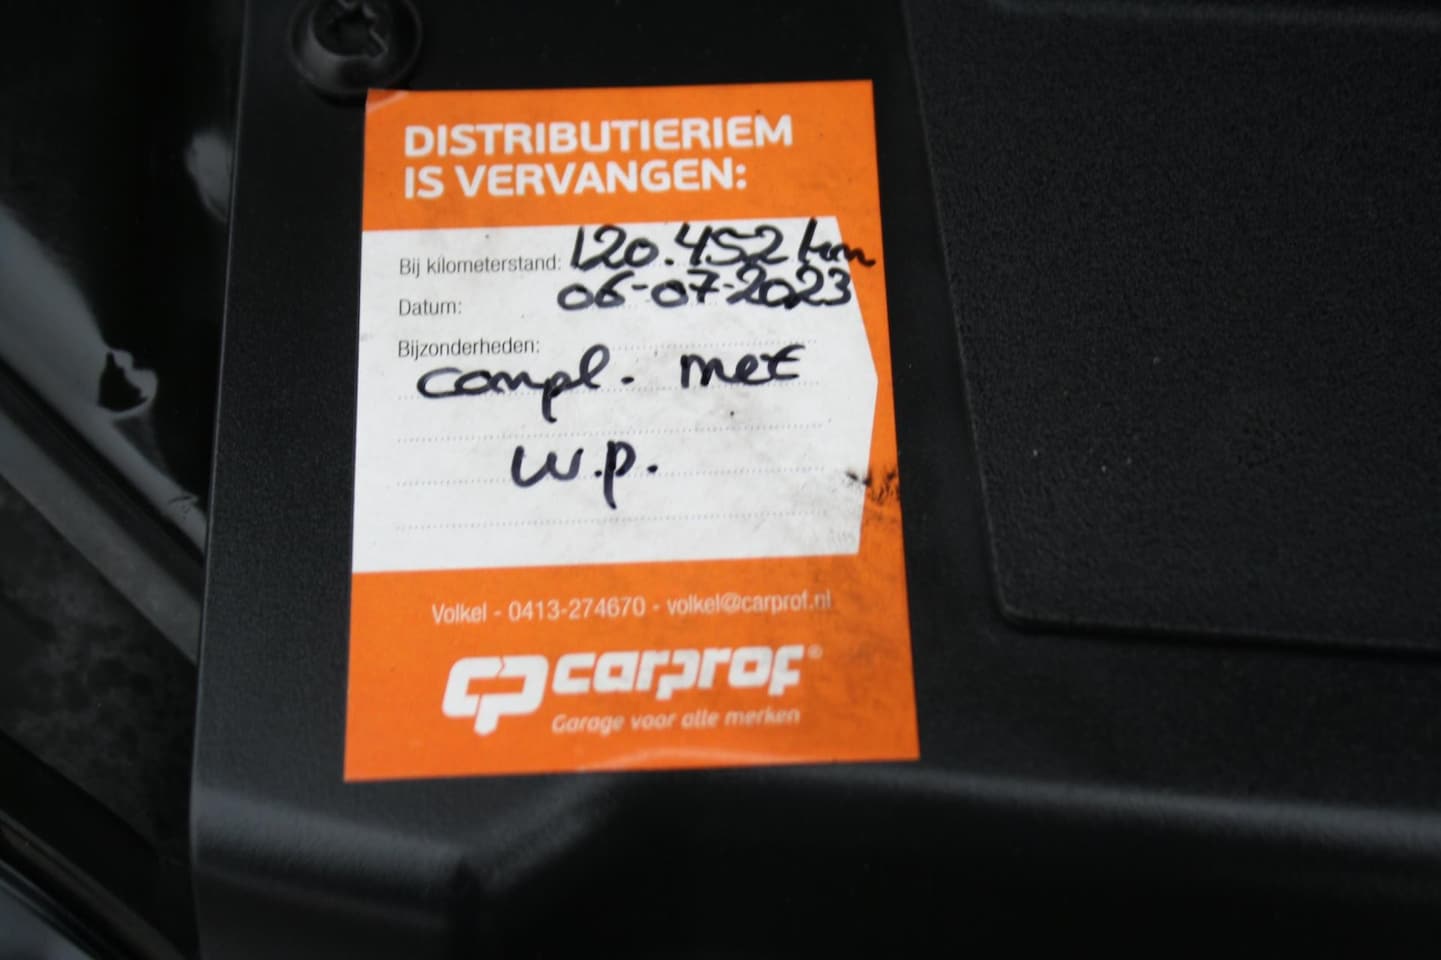 DISTRIBUTIERIEM
IS VERVANGEN:
Bij kilometerstand: 120.452 km
Datum: 06-07-2023
Bijzonderheden:
compl. met
w.p.
Volkel - 0413-274670 - volkel@carprof.nl
CP carprof®
Garage voor alle merken